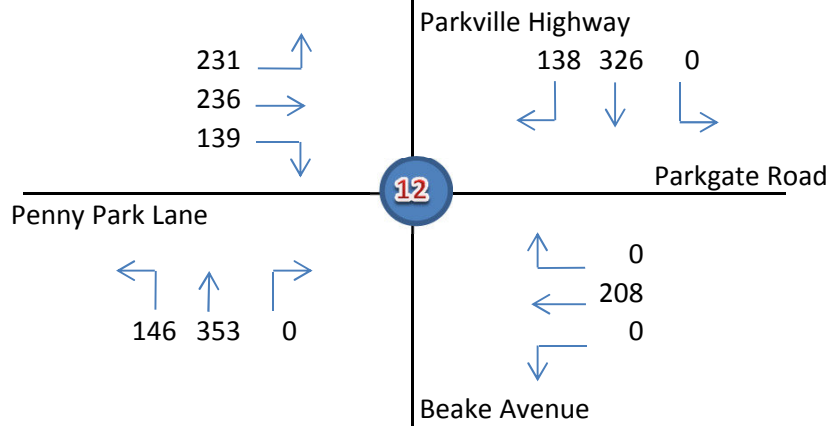 Parkville Highway
231
138 326 0
236
139
12
Parkgate Road
Penny Park Lane
0
208
146 353 0
0
Beake Avenue